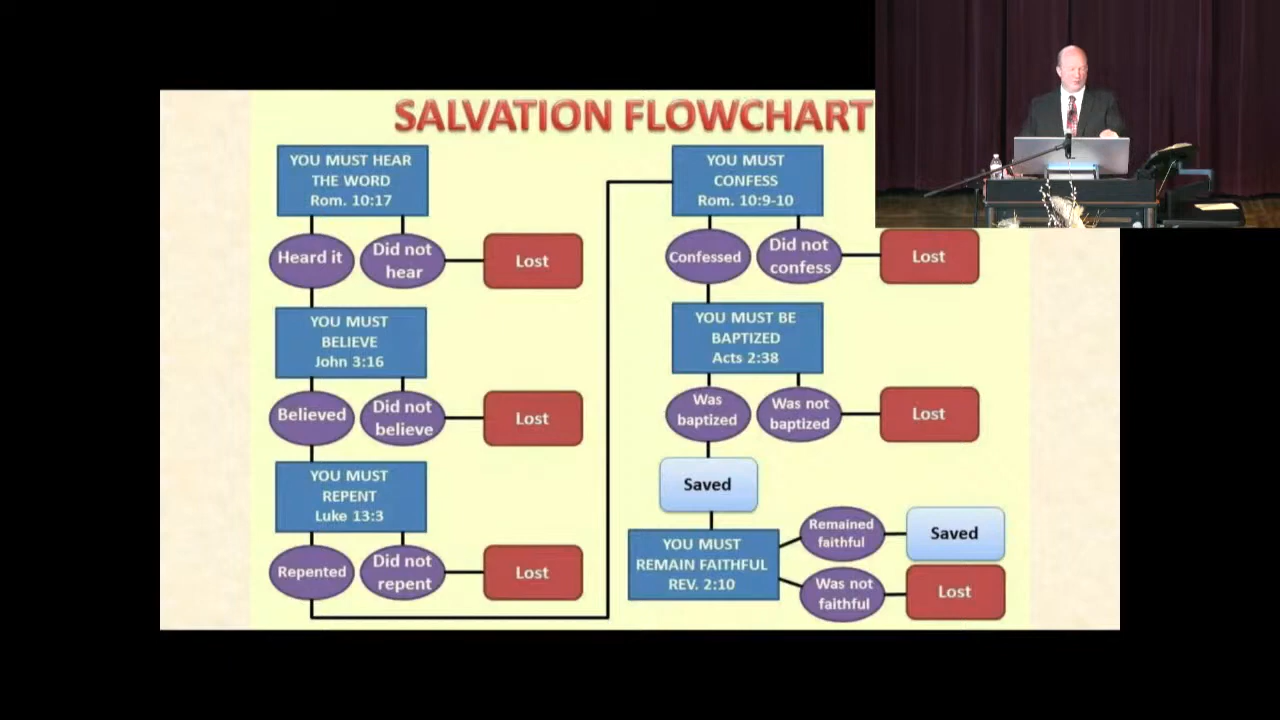 SALVATION FLOWCHART
YOU MUST HEAR
THE WORD
Rom. 10:17
Heard it
Did not
hear
Lost
YOU MUST
BELIEVE
John 3:16
Believed
Did not
believe
Lost
YOU MUST
REPENT
Luke 13:3
Repented
Did not
repent
Lost
YOU MUST
CONFESS
Rom. 10:9-10
Confessed
Did not
confess
Lost
YOU MUST BE
BAPTIZED
Acts 2:38
Was
baptized
Was not
baptized
Lost
Saved
YOU MUST
REMAIN FAITHFUL
REV. 2:10
Remained
faithful
Saved
Was not
faithful
Lost